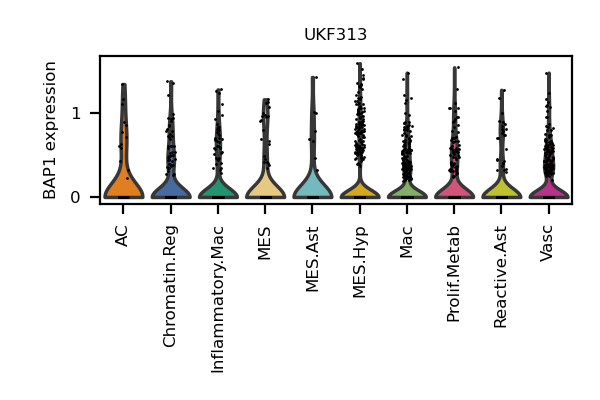 UKF313
BAP1 expression
1
0
AC
Chromatin.Reg
Inflammatory.Mac
MES
MES.Ast
MES.Hyp
Mac
Prolif.Metab
Reactive.Ast
Vasc